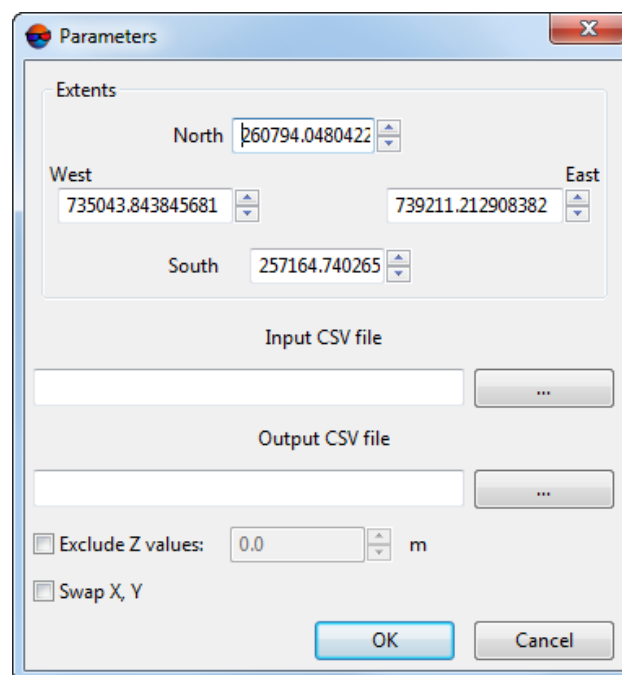 Parameters
Extents
North 260794.0480422
West East
735043.843845681 739211.212908382
South 257164.740265
Input CSV file
...
Output CSV file
...
Exclude Z values: 0.0 m
Swap X, Y
OK Cancel